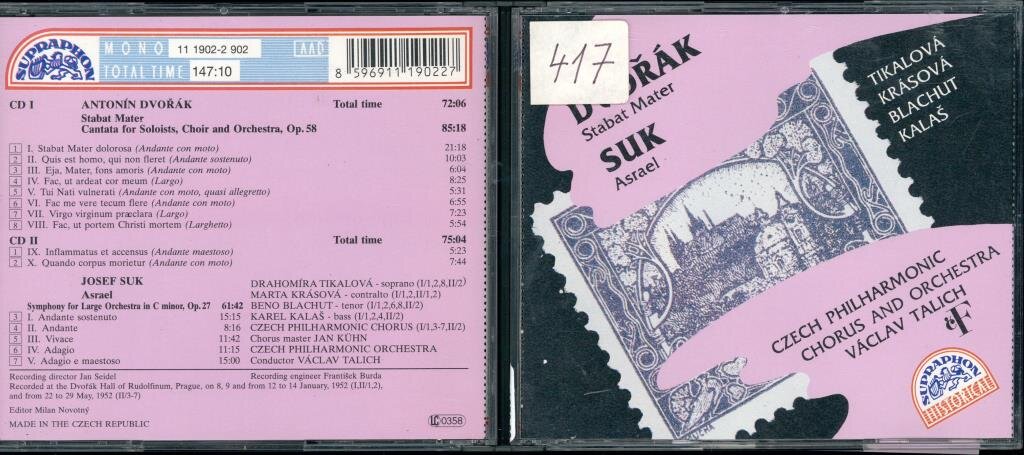 SUPRAPHON
MONO 11 1902-2 902 AAD
TOTAL TIME 147:10
8 596911 190227
CD I ANTONÍN DVOŘÁK Total time 72:06
Stabat Mater
Cantata for Soloists, Choir and Orchestra, Op. 58 85:18
1 I. Stabat Mater dolorosa (Andante con moto) 21:18
2 II. Quis est homo, qui non fleret (Andante sostenuto) 10:03
3 III. Eja, Mater, fons amoris (Andante con moto) 6:04
4 IV. Fac, ut ardeat cor meum (Largo) 8:25
5 V. Tui Nati vulnerati (Andante con moto, quasi allegretto) 5:31
6 VI. Fac me vere tecum flere (Andante con moto) 6:55
7 VII. Virgo virginum præclara (Largo) 7:23
8 VIII. Fac, ut portem Christi mortem (Larghetto) 5:54
CD II Total time 75:04
1 IX. Inflammatus et accensus (Andante maestoso) 5:23
2 X. Quando corpus morietur (Andante con moto) 7:44
JOSEF SUK
Asrael
Symphony for Large Orchestra in C minor, Op. 27 61:42
3 I. Andante sostenuto 15:15
4 II. Andante 8:16
5 III. Vivace 11:42
6 IV. Adagio 11:15
7 V. Adagio e maestoso 15:00
DRAHOMÍRA TIKALOVÁ - soprano (I/1,2,8,II/2)
MARTA KRÁSOVÁ - contralto (I/1,2,II/1,2)
BENO BLACHUT - tenor (I/1,2,6,8,II/2)
KAREL KALAŠ - bass (I/1,2,4,II/2)
CZECH PHILHARMONIC CHORUS (I/1,3-7,II/2)
Chorus master JAN KÜHN
CZECH PHILHARMONIC ORCHESTRA
Conductor VÁCLAV TALICH
Recording director Jan Seidel Recording engineer František Burda
Recorded at the Dvořák Hall of Rudolfinum, Prague, on 8, 9 and from 12 to 14 January, 1952 (I,II/1,2),
and from 22 to 29 May, 1952 (II/3-7)
Editor Milan Novotný
MADE IN THE CZECH REPUBLIC
LC 0358
417
DVOŘÁK
Stabat Mater
SUK
Asrael
TIKALOVÁ
KRÁSOVÁ
BLACHUT
KALAŠ
CZECH PHILHARMONIC
CHORUS AND ORCHESTRA
VÁCLAV TALICH
čF
SUPRAPHON
HISTORICAL